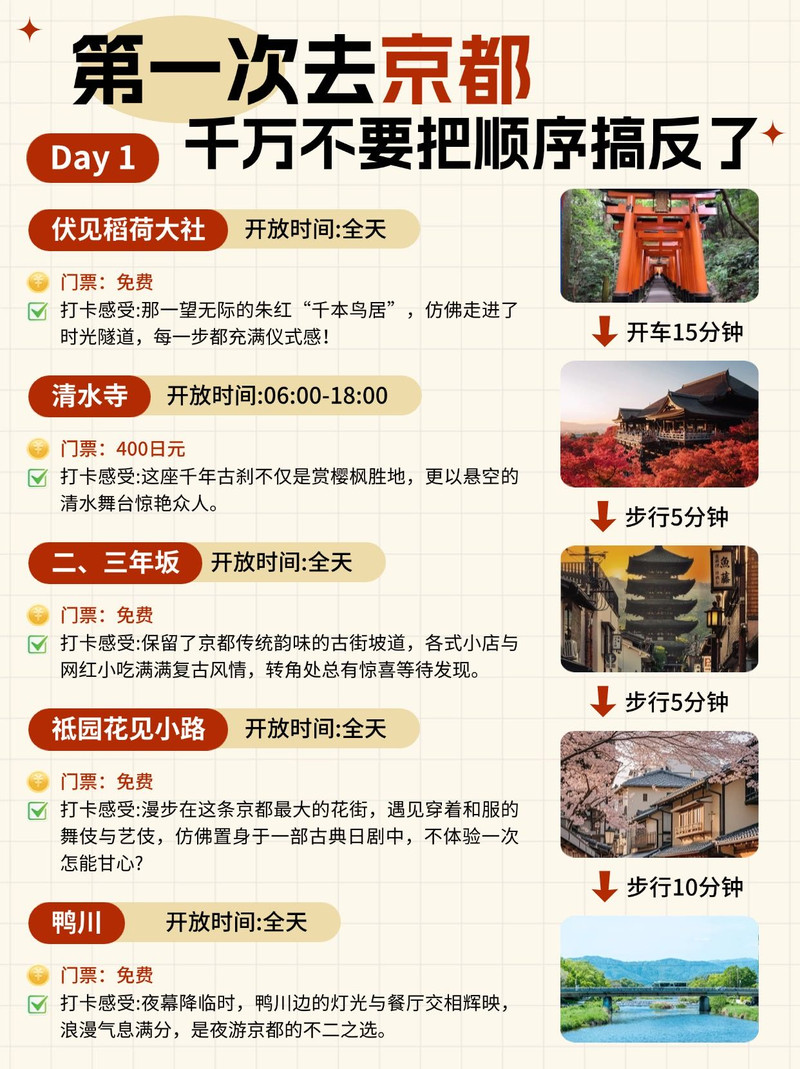 第一次去京都
千万不要把顺序搞反了
Day 1
伏见稻荷大社
开放时间:全天
门票：免费
打卡感受:那一望无际的朱红“千本鸟居”，仿佛走进了
时光隧道，每一步都充满仪式感！
开车15分钟
清水寺
开放时间:06:00-18:00
门票：400日元
打卡感受:这座千年古刹不仅是赏樱枫胜地，更以悬空的
清水舞台惊艳众人。
步行5分钟
二、三年坂
开放时间:全天
门票：免费
打卡感受:保留了京都传统韵味的古街坡道，各式小店与
网红小吃满满复古风情，转角处总有惊喜等待发现。
魚藤
步行5分钟
祗园花见小路
开放时间:全天
门票：免费
打卡感受:漫步在这条京都最大的花街，遇见穿着和服的
舞伎与艺伎，仿佛置身于一部古典日剧中，不体验一次
怎能甘心?
步行10分钟
鸭川
开放时间:全天
门票：免费
打卡感受:夜幕降临时，鸭川边的灯光与餐厅交相辉映，
浪漫气息满分，是夜游京都的不二之选。